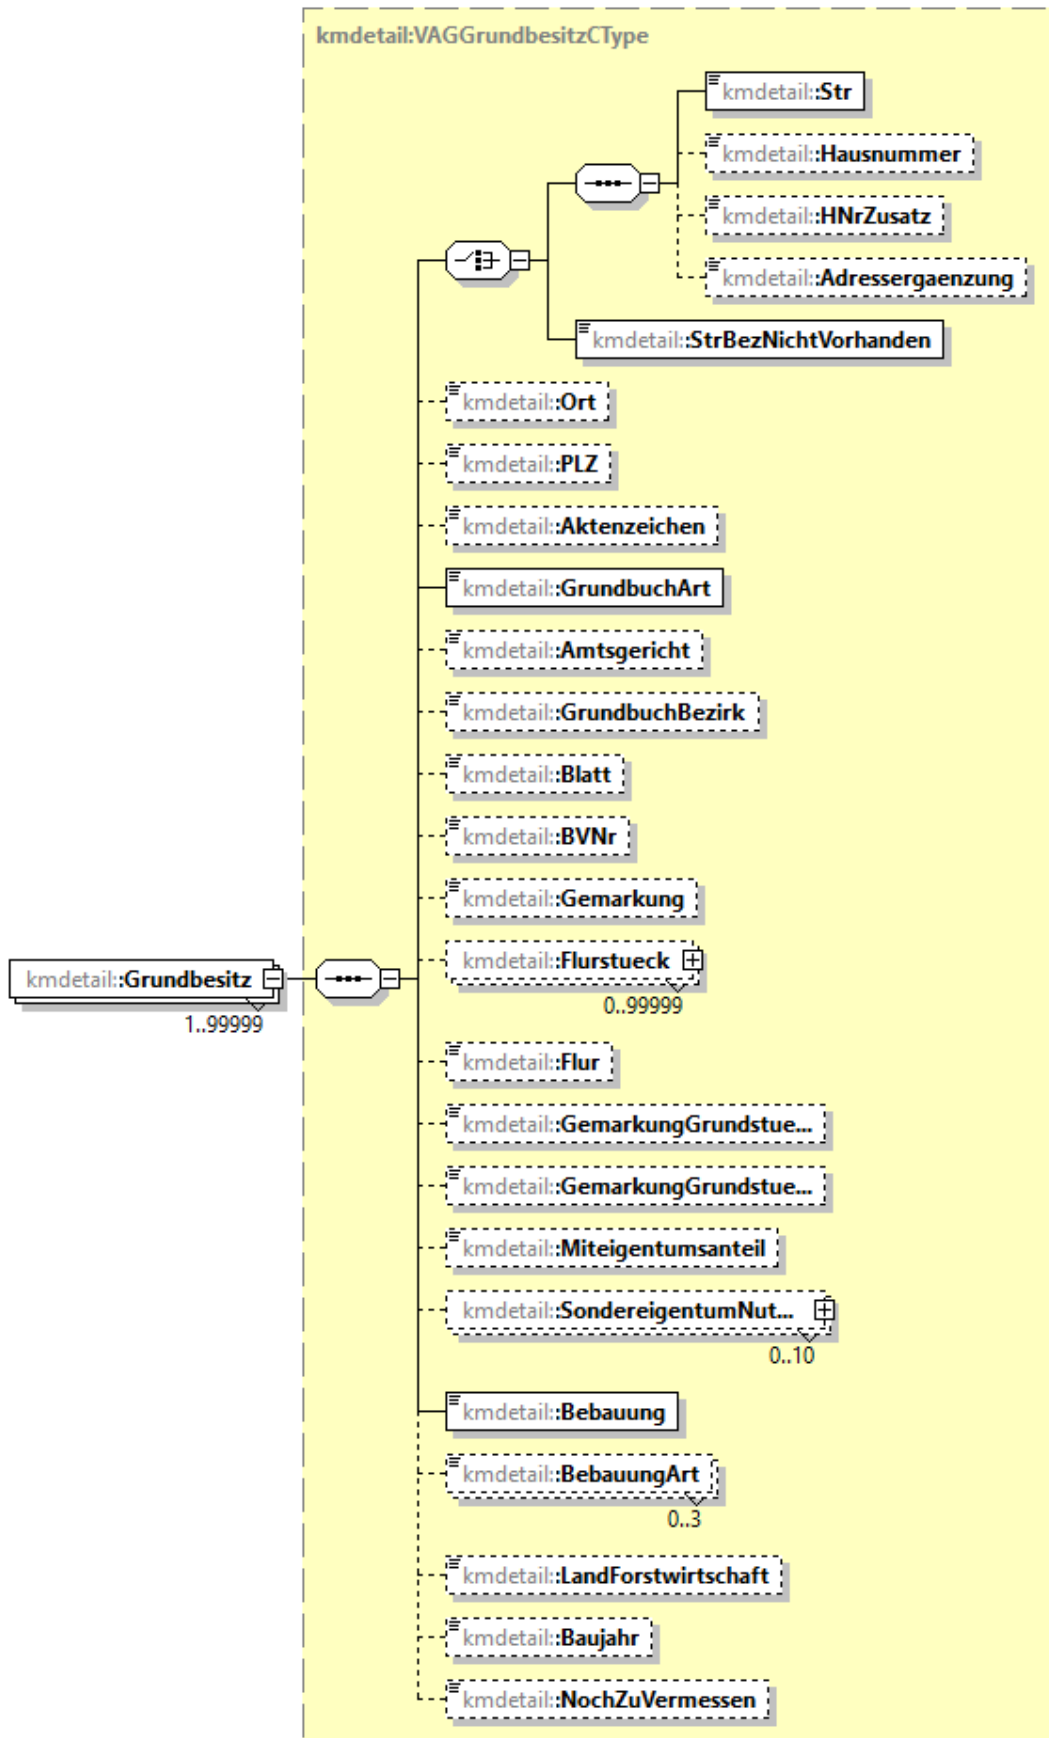 kmdetail:VAGGrundbesitzCType
kmdetail::Str
kmdetail::Hausnummer
kmdetail::HNrZusatz
kmdetail::Adressergaenzung
kmdetail::StrBezNichtVorhanden
kmdetail::Ort
kmdetail::PLZ
kmdetail::Aktenzeichen
kmdetail::GrundbuchArt
kmdetail::Amtsgericht
kmdetail::GrundbuchBezirk
kmdetail::Blatt
kmdetail::BVNr
kmdetail::Gemarkung
kmdetail::Flurstueck
0..99999
kmdetail::Grundbesitz
1..99999
kmdetail::Flur
kmdetail::GemarkungGrundstue...
kmdetail::GemarkungGrundstue...
kmdetail::Miteigentumsanteil
kmdetail::SondereigentumNut...
0..10
kmdetail::Bebauung
kmdetail::BebauungArt
0..3
kmdetail::LandForstwirtschaft
kmdetail::Baujahr
kmdetail::NochZuVermessen